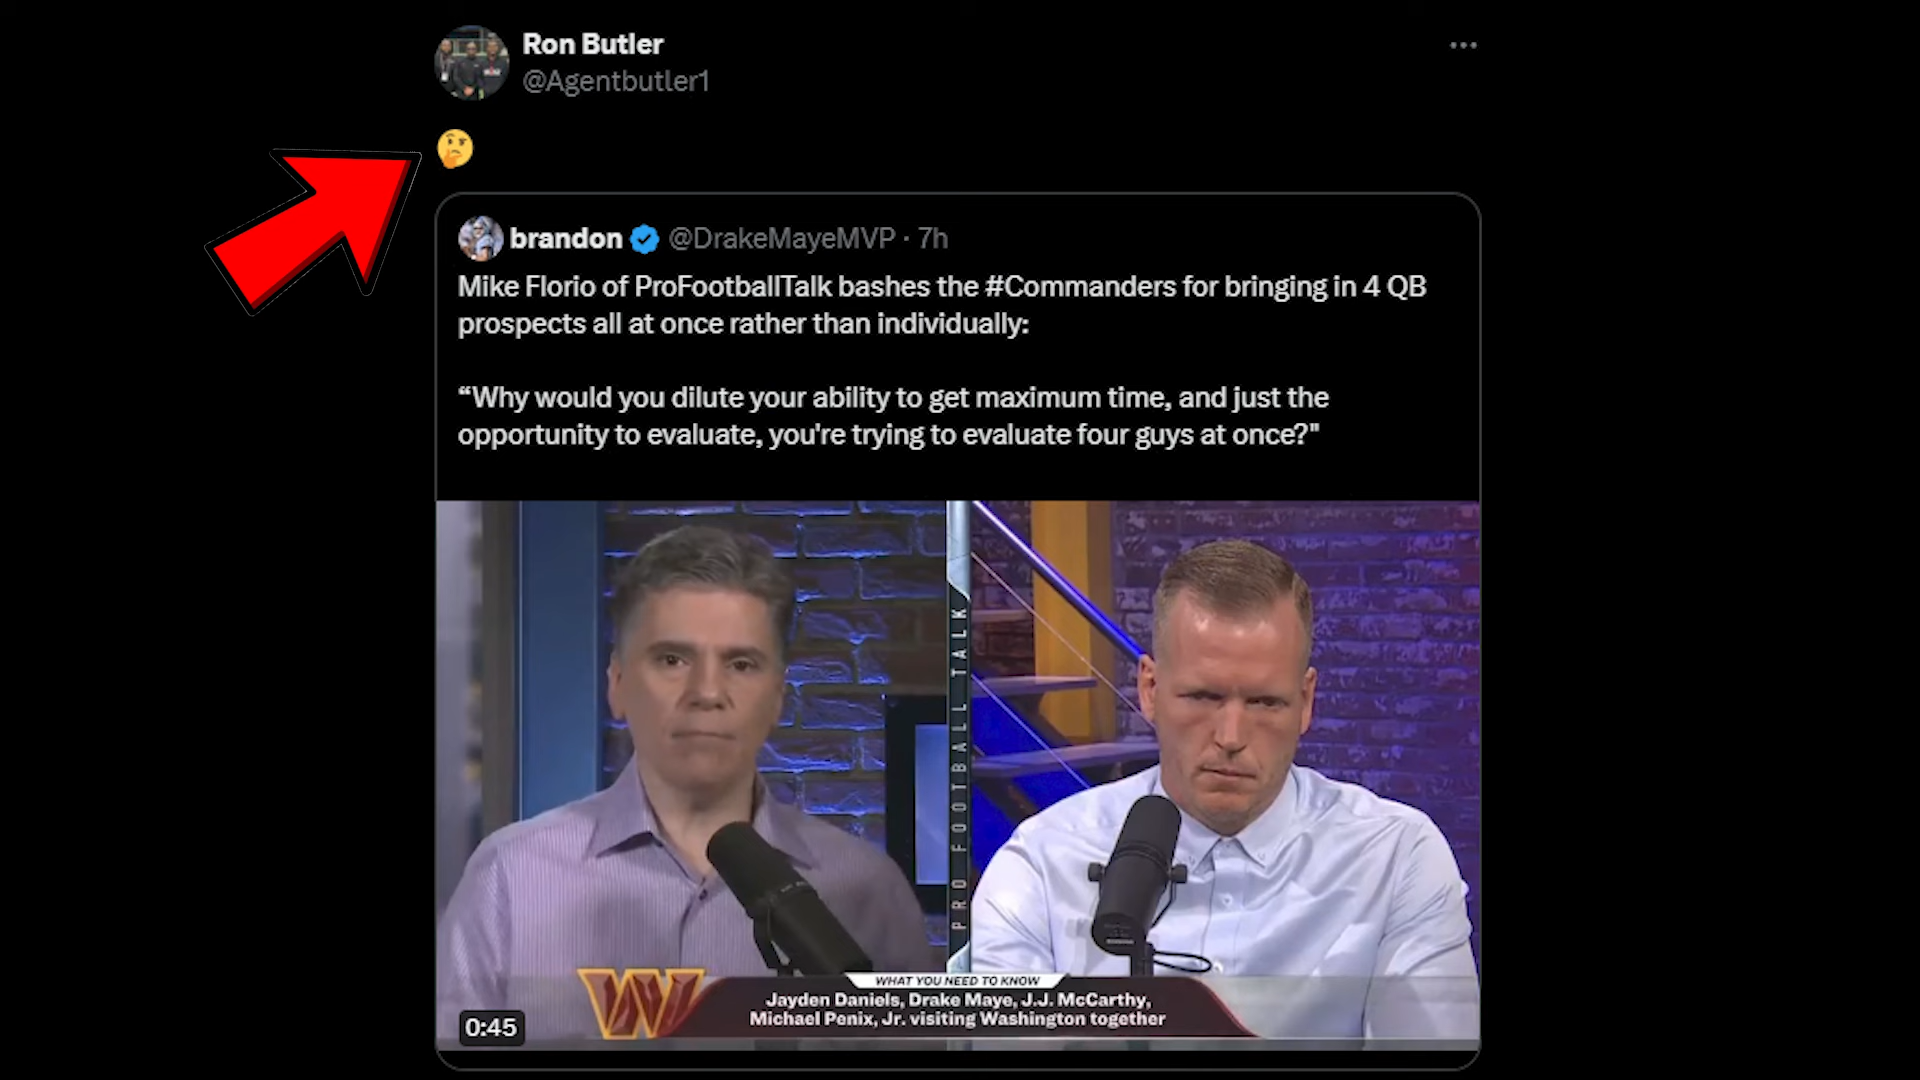 Ron Butler
@Agentbutler1
🤔
brandon @DrakeMayeMVP · 7h
Mike Florio of ProFootballTalk bashes the #Commanders for bringing in 4 QB
prospects all at once rather than individually:
“Why would you dilute your ability to get maximum time, and just the
opportunity to evaluate, you're trying to evaluate four guys at once?"
PRO FOOTBALL TALK
W
WHAT YOU NEED TO KNOW
Jayden Daniels, Drake Maye, J.J. McCarthy,
Michael Penix, Jr. visiting Washington together
0:45